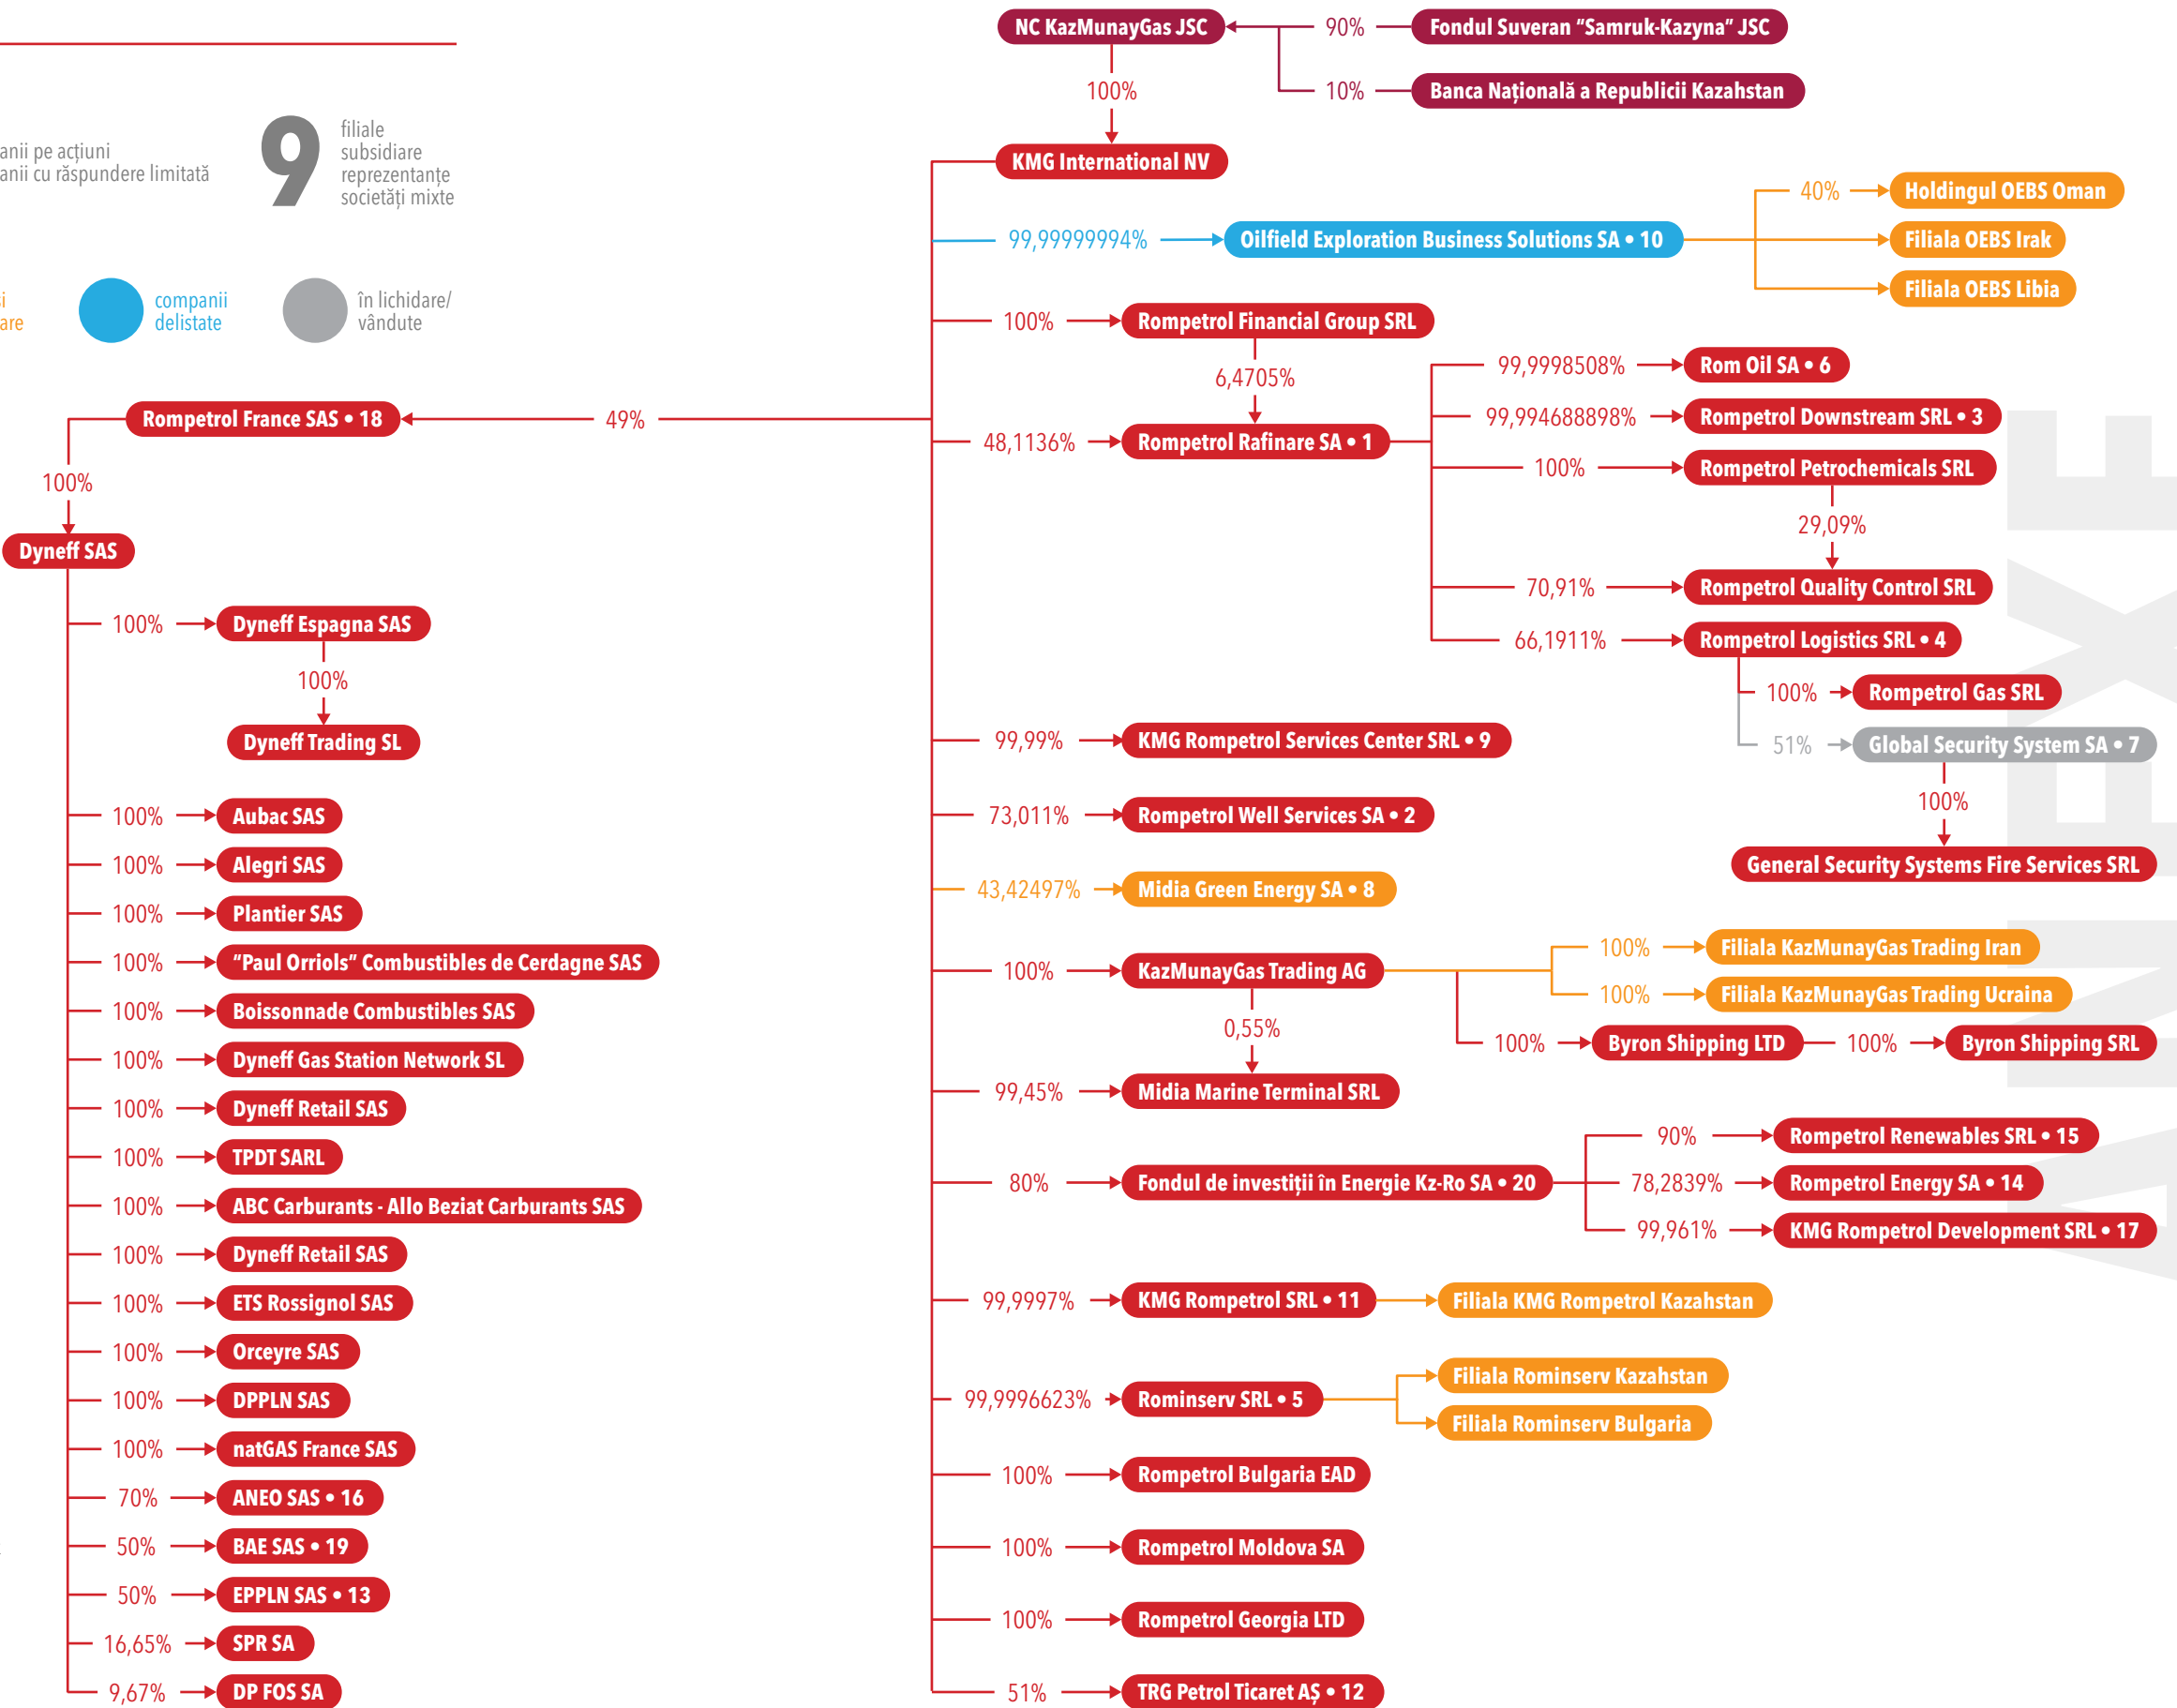 NC KazMunayGas JSC
90%
Fondul Suveran "Samruk-Kazyna" JSC
10%
Banca Națională a Republicii Kazahstan
100%
KMG International NV
anii pe acțiuni
anii cu răspundere limitată
9
filiale
subsidiare
reprezentanțe
societăți mixte
și
are
companii
delistate
în lichidare/
vândute
99,99999994%
Oilfield Exploration Business Solutions SA • 10
40%
Holdingul OEBS Oman
Filiala OEBS Irak
Filiala OEBS Libia
100%
Rompetrol Financial Group SRL
6,4705%
48,1136%
Rompetrol Rafinare SA • 1
99,9998508%
Rom Oil SA • 6
99,994688898%
Rompetrol Downstream SRL • 3
100%
Rompetrol Petrochemicals SRL
29,09%
70,91%
Rompetrol Quality Control SRL
66,1911%
Rompetrol Logistics SRL • 4
100%
Rompetrol Gas SRL
51%
Global Security System SA • 7
100%
General Security Systems Fire Services SRL
49%
Rompetrol France SAS • 18
100%
Dyneff SAS
100%
Dyneff Espagna SAS
100%
Dyneff Trading SL
100%
Aubac SAS
100%
Alegri SAS
100%
Plantier SAS
100%
"Paul Orriols" Combustibles de Cerdagne SAS
100%
Boissonnade Combustibles SAS
100%
Dyneff Gas Station Network SL
100%
Dyneff Retail SAS
100%
TPDT SARL
100%
ABC Carburants - Allo Beziat Carburants SAS
100%
Dyneff Retail SAS
100%
ETS Rossignol SAS
100%
Orceyre SAS
100%
DPPLN SAS
100%
natGAS France SAS
70%
ANEO SAS • 16
50%
BAE SAS • 19
50%
EPPLN SAS • 13
16,65%
SPR SA
9,67%
DP FOS SA
99,99%
KMG Rompetrol Services Center SRL • 9
73,011%
Rompetrol Well Services SA • 2
43,42497%
Midia Green Energy SA • 8
100%
KazMunayGas Trading AG
100%
Filiala KazMunayGas Trading Iran
100%
Filiala KazMunayGas Trading Ucraina
100%
Byron Shipping LTD
100%
Byron Shipping SRL
0,55%
99,45%
Midia Marine Terminal SRL
80%
Fondul de investiții în Energie Kz-Ro SA • 20
90%
Rompetrol Renewables SRL • 15
78,2839%
Rompetrol Energy SA • 14
99,961%
KMG Rompetrol Development SRL • 17
99,9997%
KMG Rompetrol SRL • 11
Filiala KMG Rompetrol Kazahstan
99,9996623%
Rominserv SRL • 5
Filiala Rominserv Kazahstan
Filiala Rominserv Bulgaria
100%
Rompetrol Bulgaria EAD
100%
Rompetrol Moldova SA
100%
Rompetrol Georgia LTD
51%
TRG Petrol Ticaret AȘ • 12
ANEXE